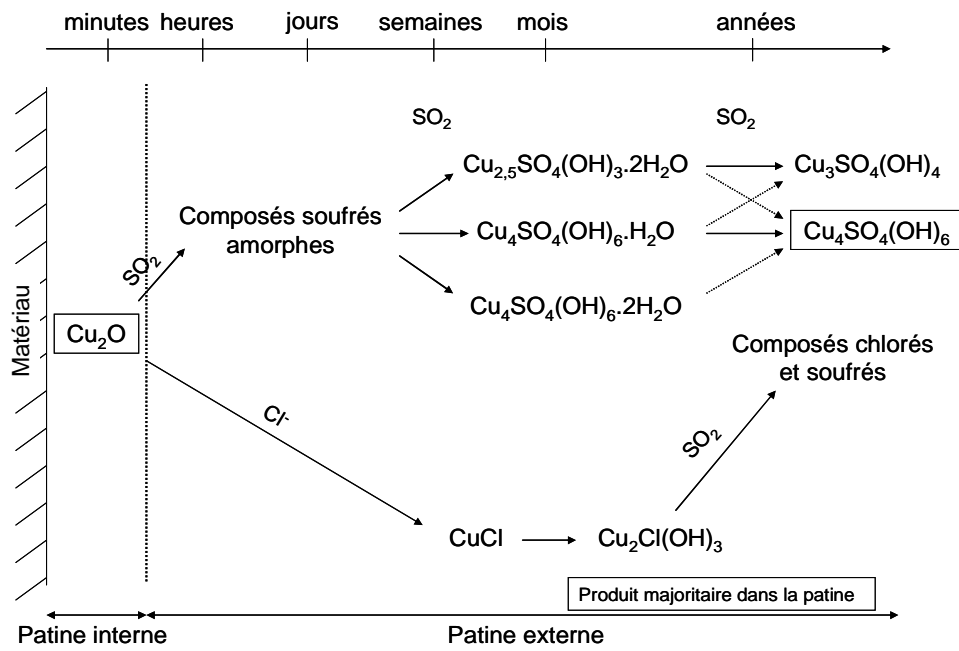 minutes heures jours semaines mois années
SO₂ SO₂
Cu₂,₅SO₄(OH)₃.2H₂O Cu₃SO₄(OH)₄
Composés soufrés
amorphes
Cu₄SO₄(OH)₆.H₂O Cu₄SO₄(OH)₆
SO₂
Cu₄SO₄(OH)₆.2H₂O
Matériau
Cu₂O
Composés chlorés
et soufrés
Cl⁻
SO₂
CuCl Cu₂Cl(OH)₃
Produit majoritaire dans la patine
Patine interne Patine externe